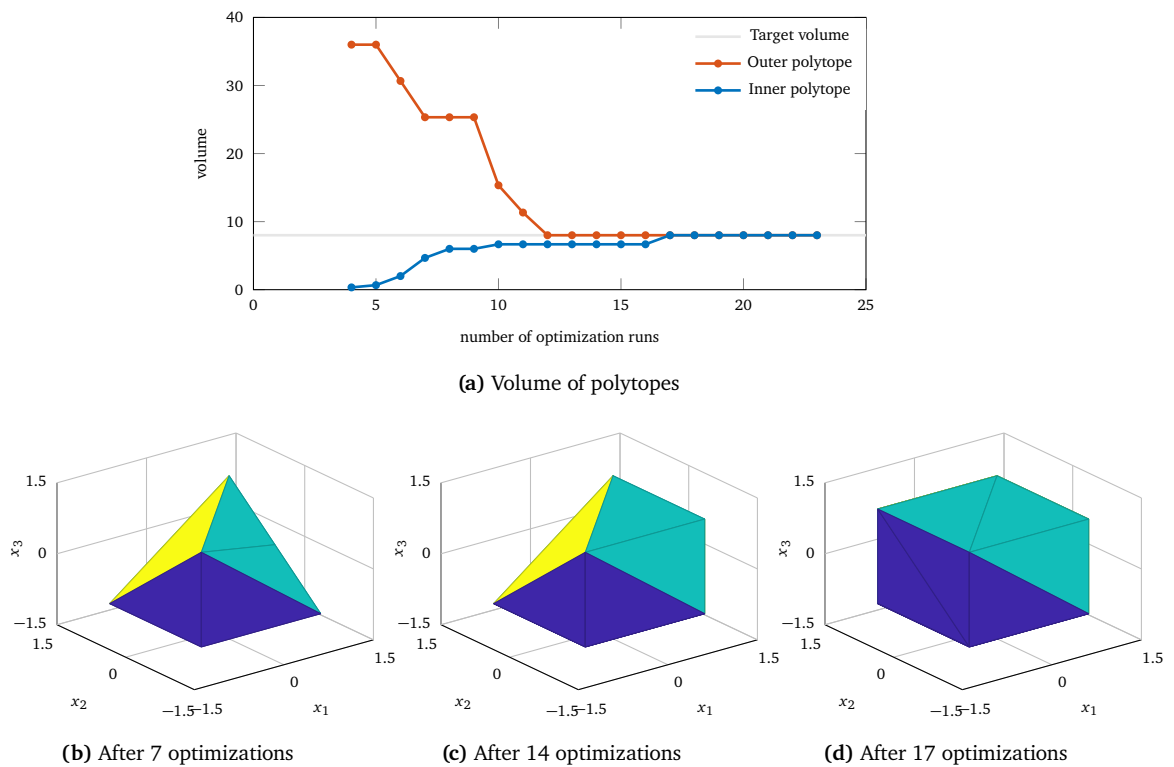 40
30
20
10
0
volume
0 5 10 15 20 25
number of optimization runs
Target volume
Outer polytope
Inner polytope
(a) Volume of polytopes
1.5
0
−1.5
x3
1.5
0
−1.5
x2
−1.5
0
1.5
x1
(b) After 7 optimizations
1.5
0
−1.5
x3
1.5
0
−1.5
x2
−1.5
0
1.5
x1
(c) After 14 optimizations
1.5
0
−1.5
x3
1.5
0
−1.5
x2
−1.5
0
1.5
x1
(d) After 17 optimizations